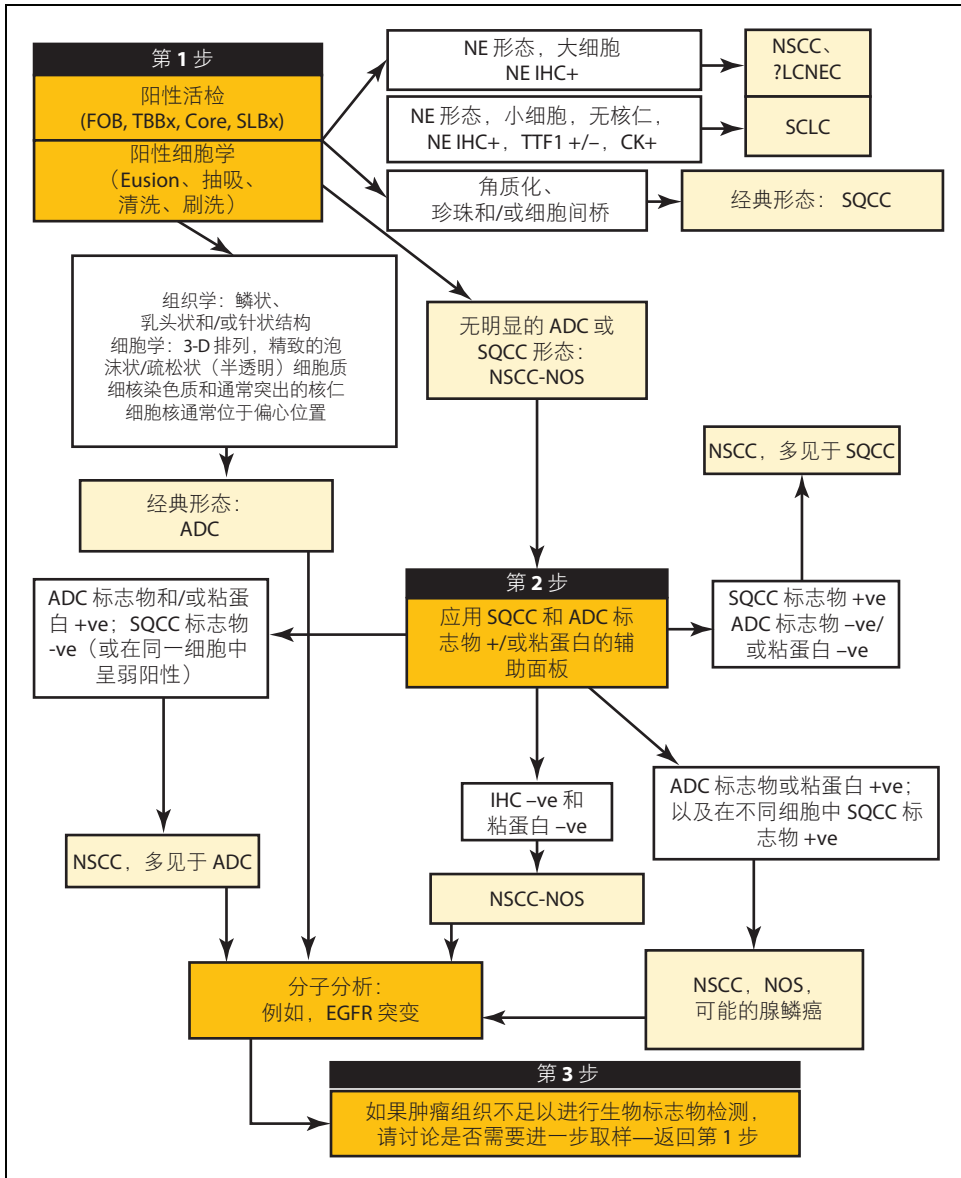 第 1 步
阳性活检
(FOB, TBBx, Core, SLBx)
阳性细胞学
（Eusion、抽吸、
清洗、刷洗）
NE 形态，大细胞
NE IHC+
NSCC、
?LCNEC
NE 形态，小细胞，无核仁，
NE IHC+，TTF1 +/–，CK+
SCLC
角质化、
珍珠和/或细胞间桥
经典形态： SQCC
组织学：鳞状、
乳头状和/或针状结构
细胞学：3-D 排列，精致的泡
沫状/疏松状（半透明）细胞质
细核染色质和通常突出的核仁
细胞核通常位于偏心位置
无明显的 ADC 或
SQCC 形态：
NSCC-NOS
NSCC，多见于 SQCC
经典形态：
ADC
第 2 步
应用 SQCC 和 ADC 标
志物 +/或粘蛋白的辅
助面板
ADC 标志物和/或粘蛋
白 +ve；SQCC 标志物
-ve（或在同一细胞中
呈弱阳性）
SQCC 标志物 +ve
ADC 标志物 –ve/
或粘蛋白 –ve
IHC –ve 和
粘蛋白 –ve
ADC 标志物或粘蛋白 +ve；
以及在不同细胞中 SQCC 标
志物 +ve
NSCC，多见于 ADC
NSCC-NOS
分子分析：
例如，EGFR 突变
NSCC，NOS，
可能的腺鳞癌
第 3 步
如果肿瘤组织不足以进行生物标志物检测，
请讨论是否需要进一步取样—返回第 1 步